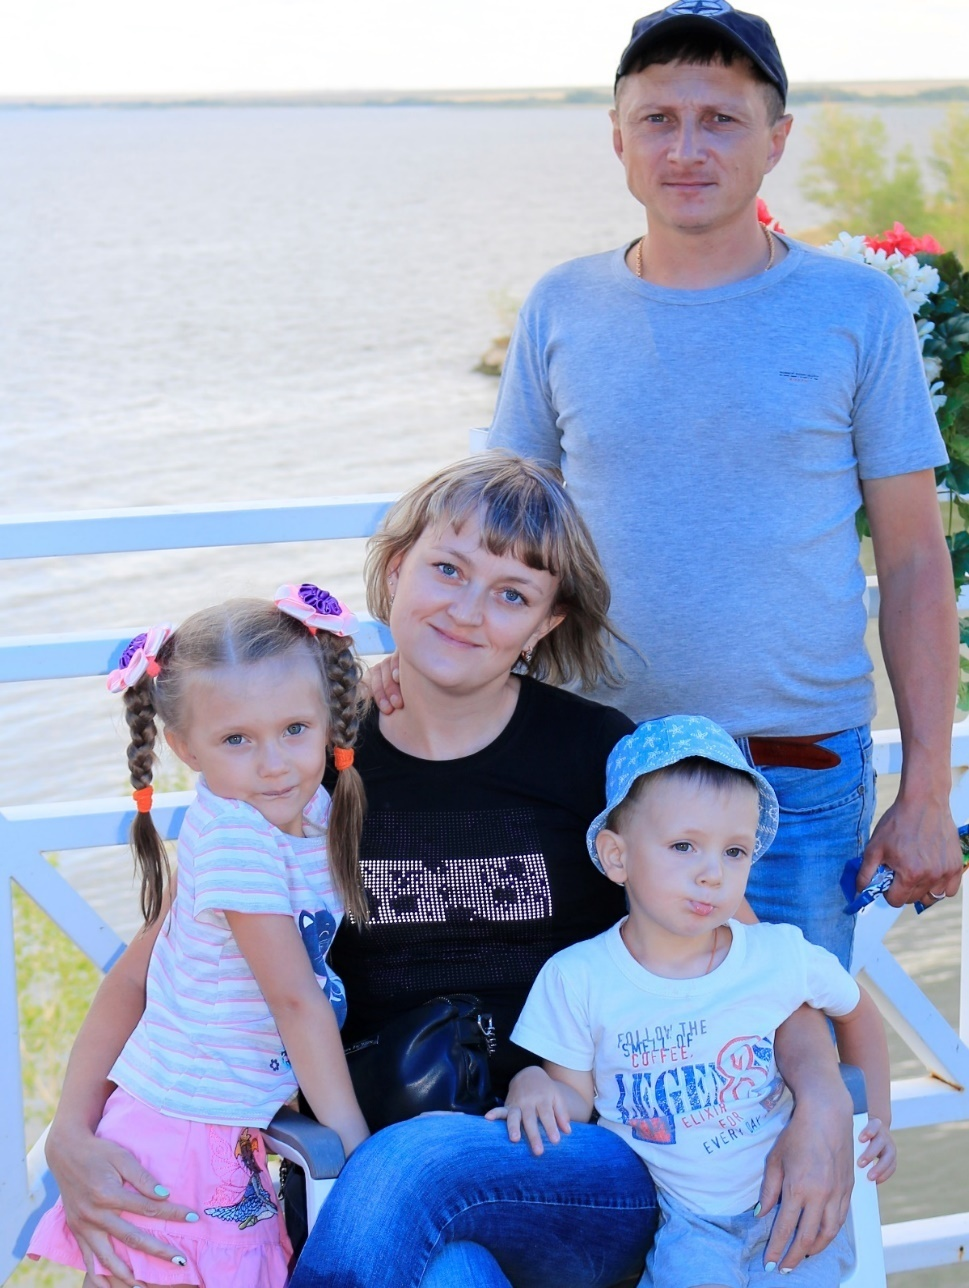 FOLLOW THE
SMELL OF
COFFEE
LEGEN
ELIXIR
FOR
EVERY DAY